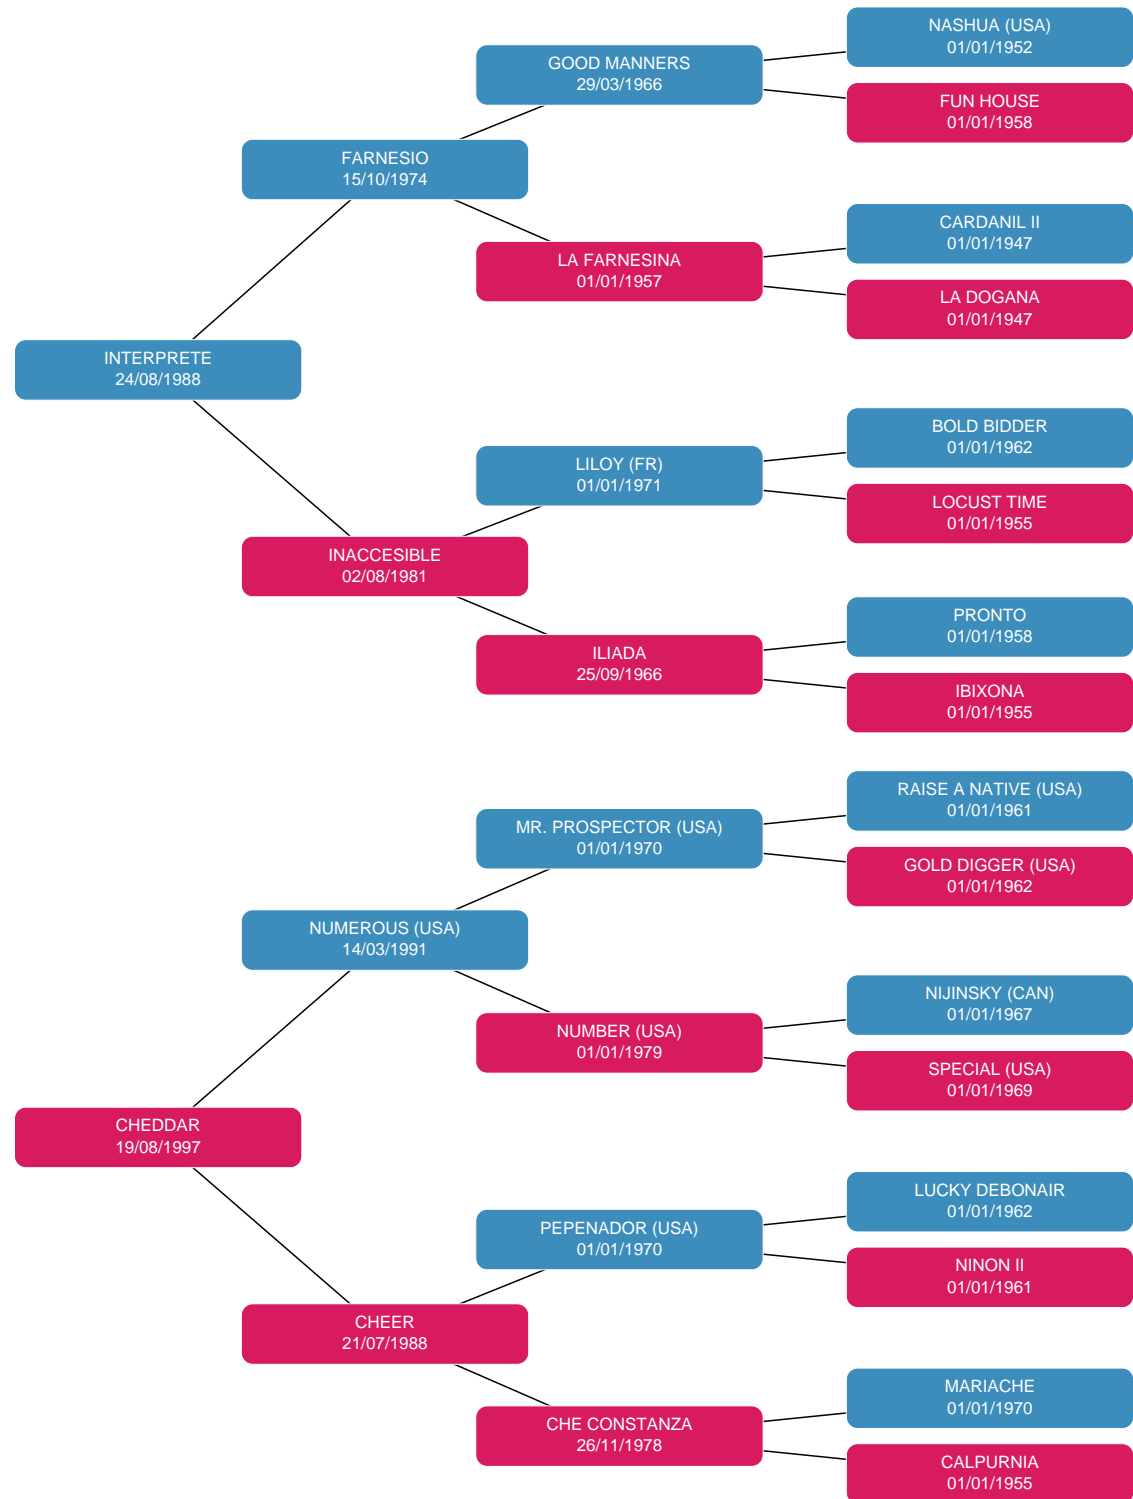 NASHUA (USA)
01/01/1952
GOOD MANNERS
29/03/1966
FUN HOUSE
01/01/1958
FARNESIO
15/10/1974
CARDANIL II
01/01/1947
LA FARNESINA
01/01/1957
LA DOGANA
01/01/1947
INTERPRETE
24/08/1988
BOLD BIDDER
01/01/1962
LILOY (FR)
01/01/1971
LOCUST TIME
01/01/1955
INACCESIBLE
02/08/1981
PRONTO
01/01/1958
ILIADA
25/09/1966
IBIXONA
01/01/1955
RAISE A NATIVE (USA)
01/01/1961
MR. PROSPECTOR (USA)
01/01/1970
GOLD DIGGER (USA)
01/01/1962
NUMEROUS (USA)
14/03/1991
NIJINSKY (CAN)
01/01/1967
NUMBER (USA)
01/01/1979
SPECIAL (USA)
01/01/1969
CHEDDAR
19/08/1997
LUCKY DEBONAIR
01/01/1962
PEPENADOR (USA)
01/01/1970
NINON II
01/01/1961
CHEER
21/07/1988
MARIACHE
01/01/1970
CHE CONSTANZA
26/11/1978
CALPURNIA
01/01/1955